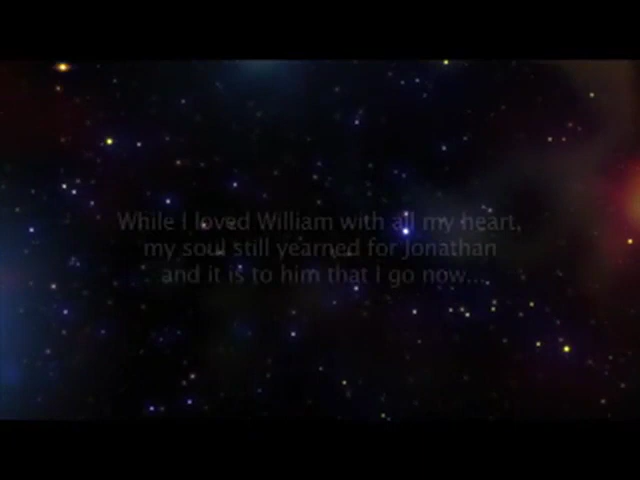 While I loved William with all my heart,
my soul still yearned for Jonathan
and it is to him that I go now...